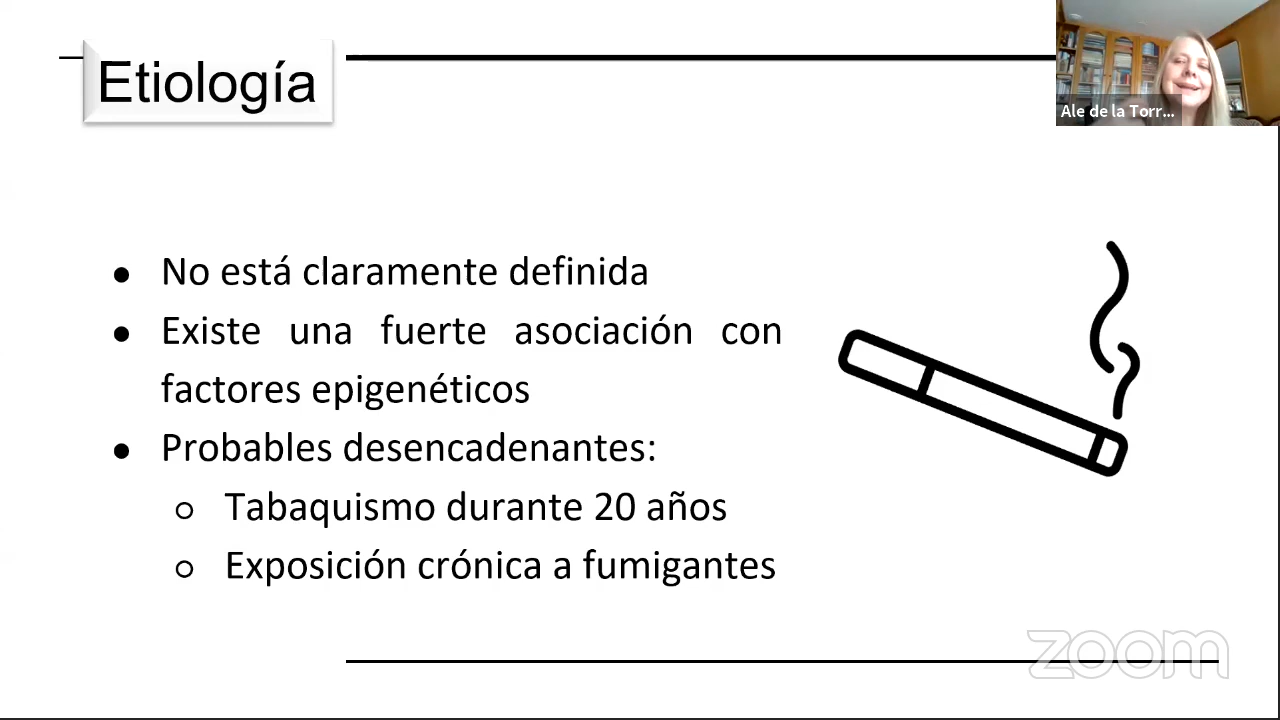 Etiología
Ale de la Torr...
● No está claramente definida
● Existe una fuerte asociación con
factores epigenéticos
● Probables desencadenantes:
○ Tabaquismo durante 20 años
○ Exposición crónica a fumigantes
zoom